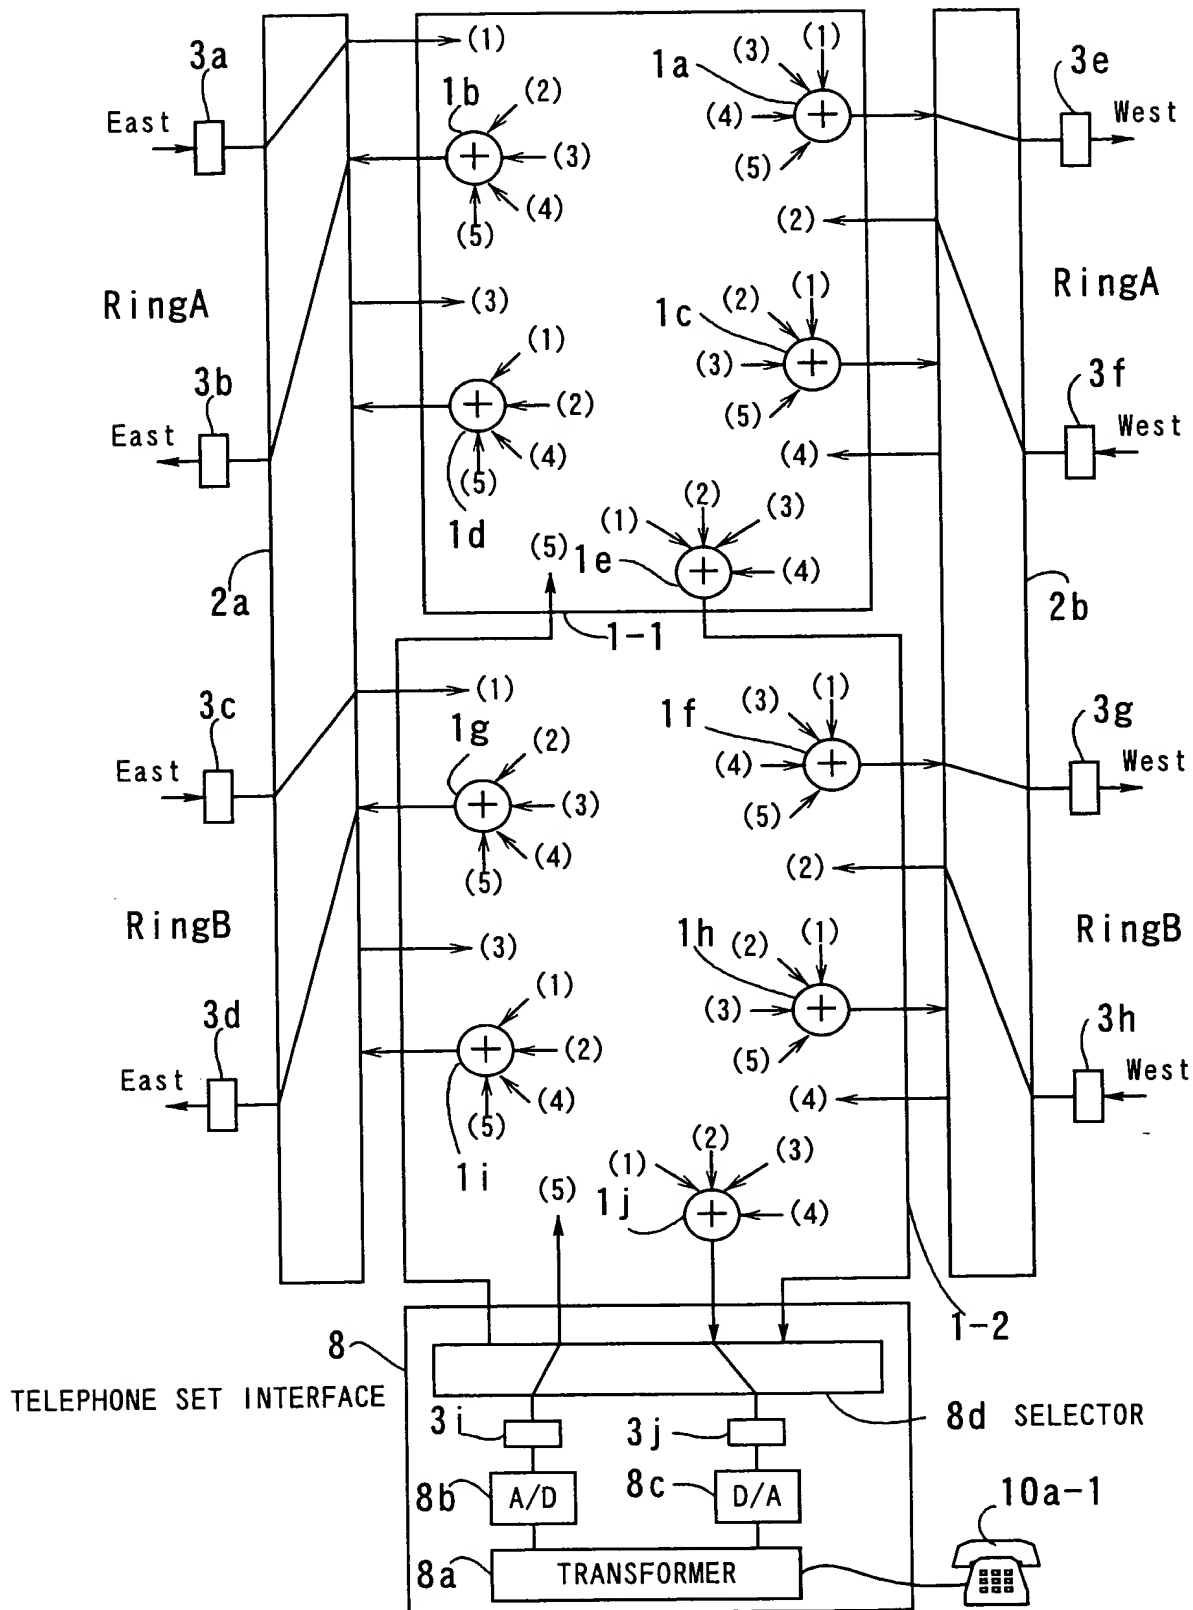 (1)
(1)
3a
1b
(2)
(3)
1a
3e
East
(4)
West
(3)
(5)
(4)
(5)
(2)
RingA
(3)
(1)
RingA
(2)
1c
3b
(1)
(3)
3f
East
(2)
(5)
West
(4)
(4)
(5)
(2)
1d
(1)
(3)
(5)
1e
(4)
2a
2b
1-1
(1)
(1)
3c
1g
(3)
1f
3g
(2)
East
(4)
West
(3)
(5)
(4)
(5)
(2)
RingB
1h
(2)
(1)
RingB
(3)
(1)
(3)
3d
3h
East
(2)
(5)
West
(4)
(4)
(5)
(2)
1i
(1)
(3)
(5)
1j
(4)
8
1-2
TELEPHONE SET INTERFACE
3i
3j
8d SELECTOR
8b
A/D
8c
D/A
10a-1
8a
TRANSFORMER